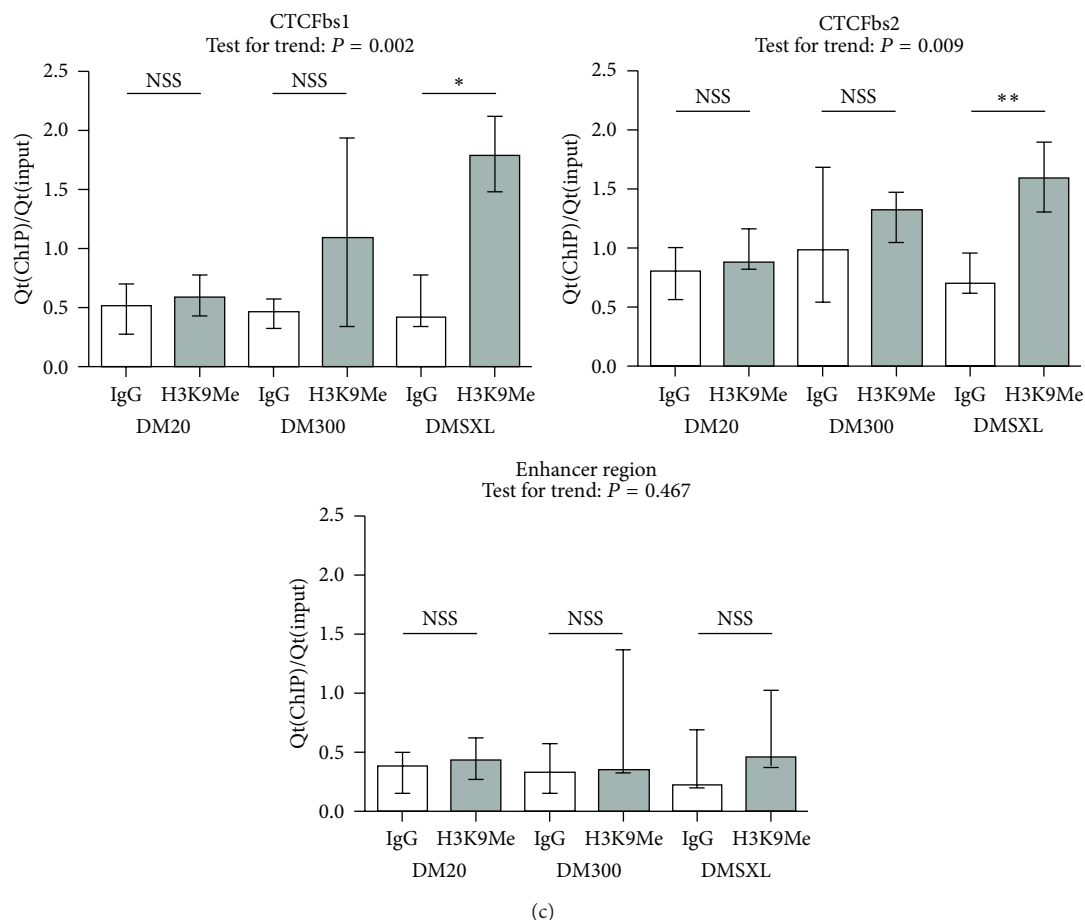 CTCFbs1
Test for trend: P = 0.002
Qt(ChIP)/Qt(input)
2.5
2.0
1.5
1.0
0.5
0.0
NSS
NSS
*
IgG H3K9Me IgG H3K9Me IgG H3K9Me
DM20 DM300 DMSXL
CTCFbs2
Test for trend: P = 0.009
Qt(ChIP)/Qt(input)
2.5
2.0
1.5
1.0
0.5
0.0
NSS
NSS
**
IgG H3K9Me IgG H3K9Me IgG H3K9Me
DM20 DM300 DMSXL
Enhancer region
Test for trend: P = 0.467
Qt(ChIP)/Qt(input)
2.5
2.0
1.5
1.0
0.5
0.0
NSS
NSS
NSS
IgG H3K9Me IgG H3K9Me IgG H3K9Me
DM20 DM300 DMSXL
(c)